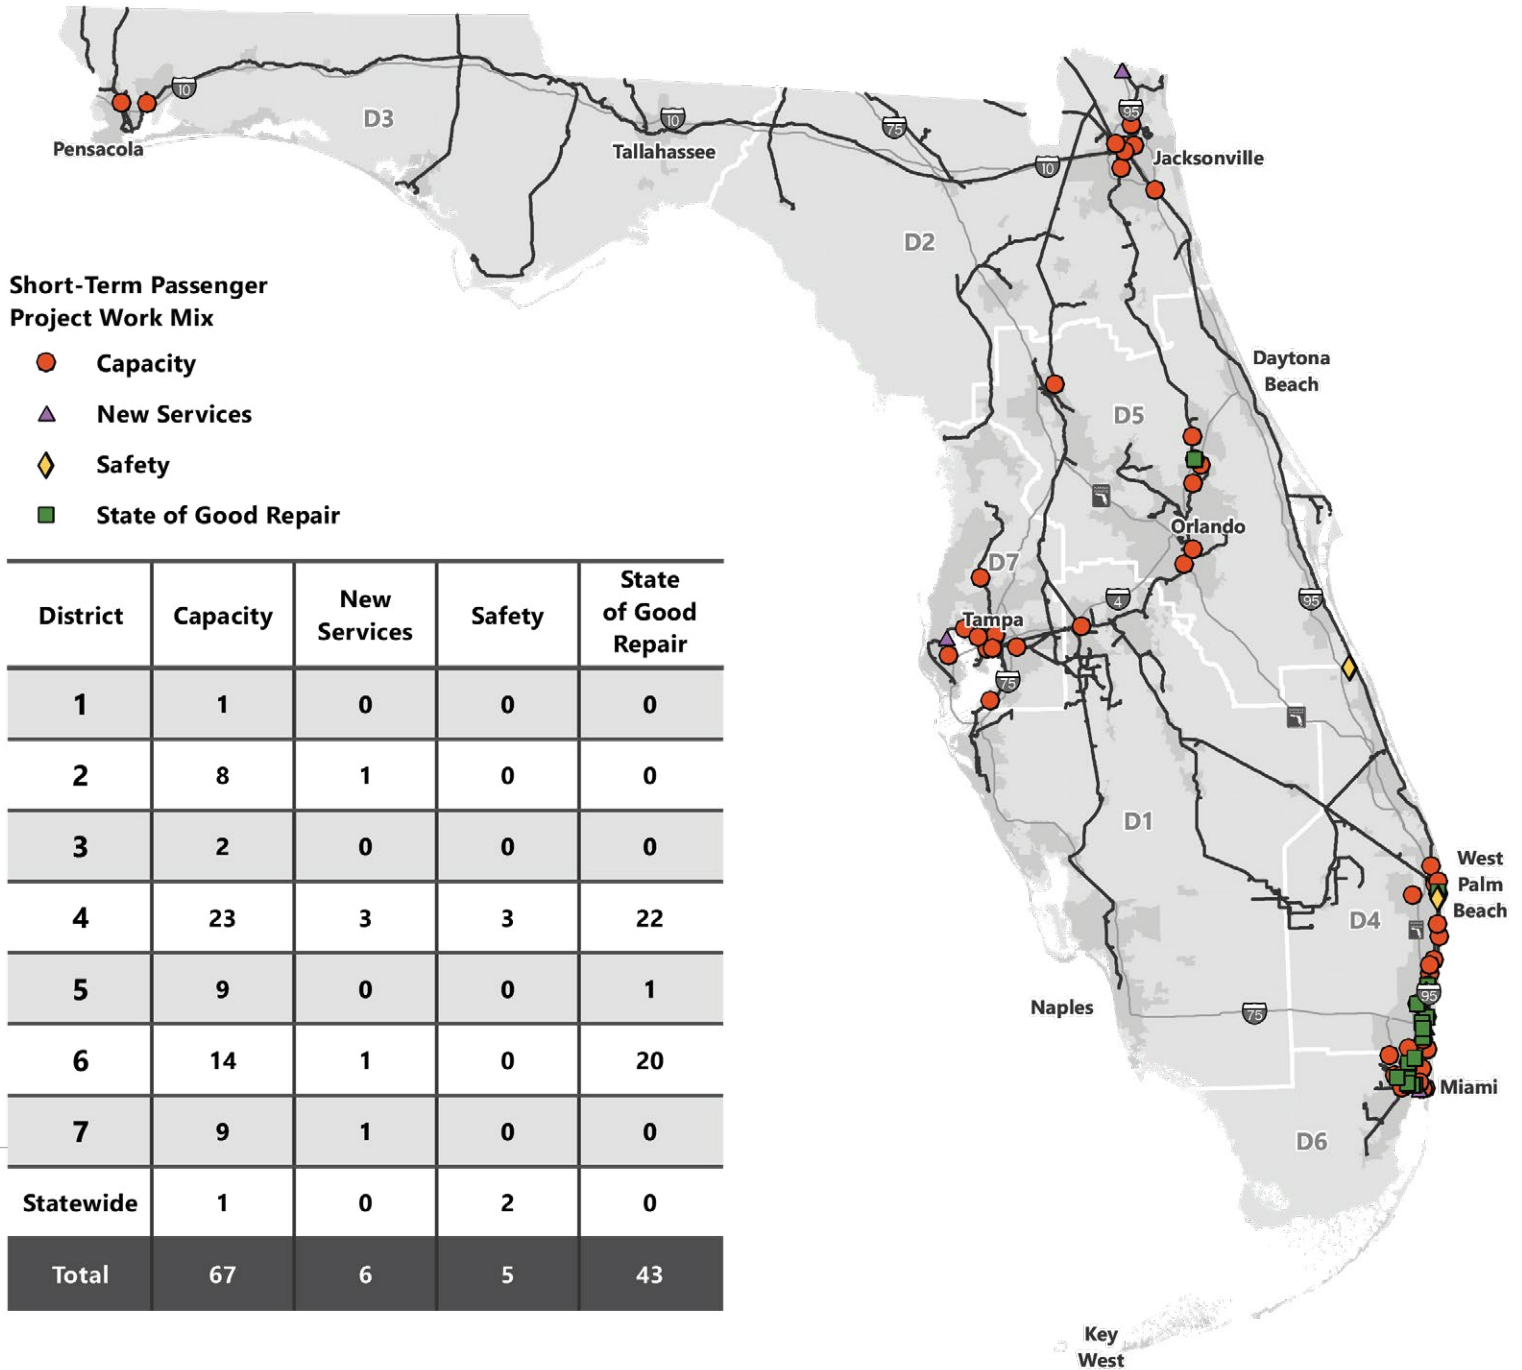 Short-Term Passenger
Project Work Mix
Capacity
New Services
Safety
State of Good Repair
District Capacity New Services Safety State of Good Repair
1 1 0 0 0
2 8 1 0 0
3 2 0 0 0
4 23 3 3 22
5 9 0 0 1
6 14 1 0 20
7 9 1 0 0
Statewide 1 0 2 0
Total 67 6 5 43
10
D3
Pensacola
10
Tallahassee
75
10
95
Jacksonville
D2
Daytona
Beach
D5
Orlando
D7
4
95
Tampa
75
D1
West
Palm
Beach
D4
95
Naples
75
Miami
D6
Key
West